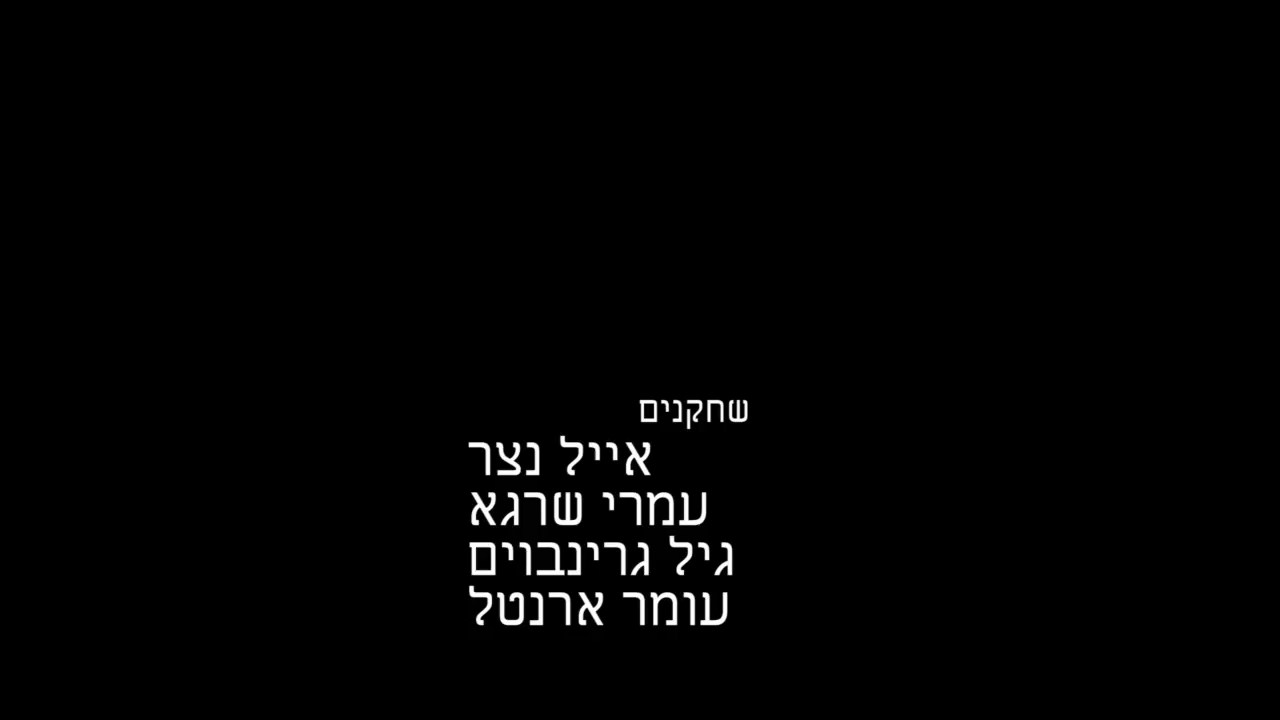 שחקנים
אייל נצר
עמרי שרגא
גיל גרינבוים
עומר ארנטל